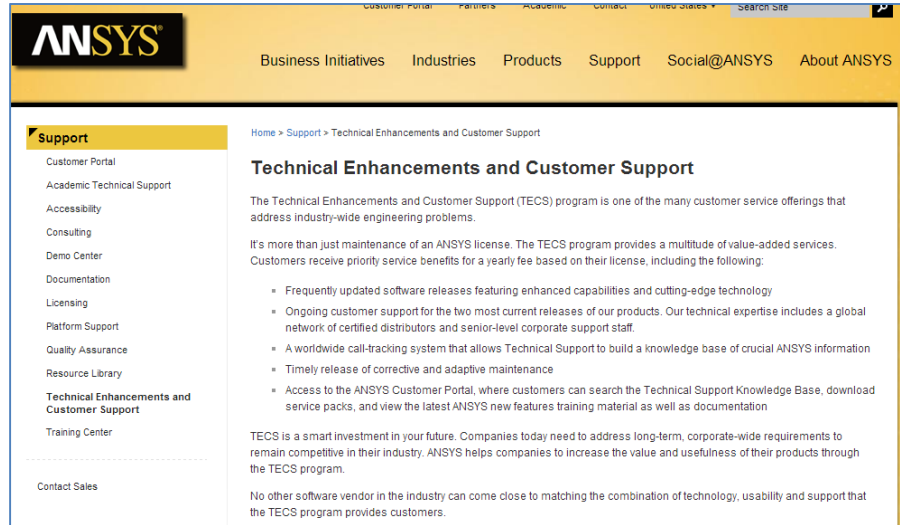 Customer Portal Partners Academic Contact United States ▾ Search Site
ANSYS®
Business Initiatives Industries Products Support Social@ANSYS About ANSYS
Support
Customer Portal
Academic Technical Support
Accessibility
Consulting
Demo Center
Documentation
Licensing
Platform Support
Quality Assurance
Resource Library
Technical Enhancements and
Customer Support
Training Center
Contact Sales
Home > Support > Technical Enhancements and Customer Support
Technical Enhancements and Customer Support
The Technical Enhancements and Customer Support (TECS) program is one of the many customer service offerings that
address industry-wide engineering problems.
It's more than just maintenance of an ANSYS license. The TECS program provides a multitude of value-added services.
Customers receive priority service benefits for a yearly fee based on their license, including the following:
▪ Frequently updated software releases featuring enhanced capabilities and cutting-edge technology
▪ Ongoing customer support for the two most current releases of our products. Our technical expertise includes a global
network of certified distributors and senior-level corporate support staff.
▪ A worldwide call-tracking system that allows Technical Support to build a knowledge base of crucial ANSYS information
▪ Timely release of corrective and adaptive maintenance
▪ Access to the ANSYS Customer Portal, where customers can search the Technical Support Knowledge Base, download
service packs, and view the latest ANSYS new features training material as well as documentation
TECS is a smart investment in your future. Companies today need to address long-term, corporate-wide requirements to
remain competitive in their industry. ANSYS helps companies to increase the value and usefulness of their products through
the TECS program.
No other software vendor in the industry can come close to matching the combination of technology, usability and support that
the TECS program provides customers.